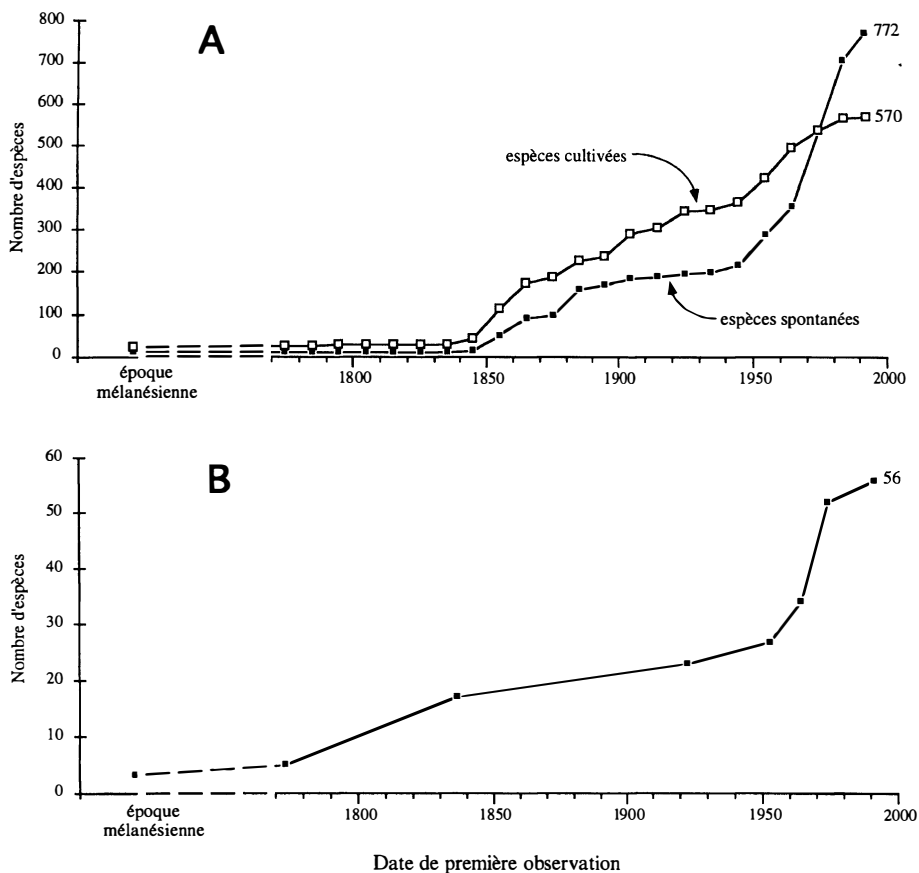 A
Nombre d'espèces
800
700
600
500
400
300
200
100
0
772
570
espèces cultivées
espèces spontanées
époque
mélanésienne
1800
1850
1900
1950
2000
B
Nombre d'espèces
60
50
40
30
20
10
0
56
époque
mélanésienne
1800
1850
1900
1950
2000
Date de première observation